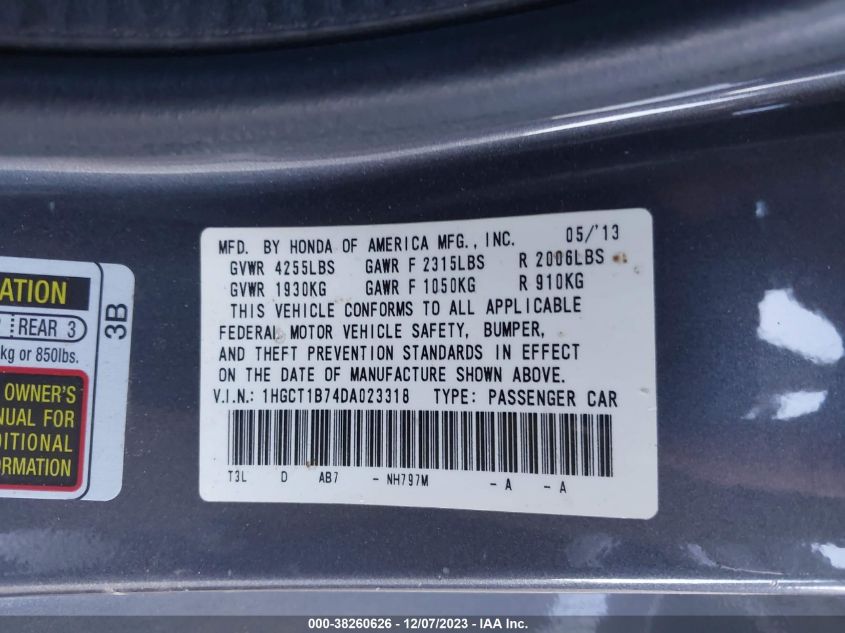 MFD. BY HONDA OF AMERICA MFG., INC. 05/'13
GVWR 4255LBS GAWR F 2315LBS R 2006LBS
GVWR 1930KG GAWR F 1050KG R 910KG
THIS VEHICLE CONFORMS TO ALL APPLICABLE
FEDERAL MOTOR VEHICLE SAFETY, BUMPER,
AND THEFT PREVENTION STANDARDS IN EFFECT
ON THE DATE OF MANUFACTURE SHOWN ABOVE.
V.I.N.: 1HGCT1B74DA023318 TYPE: PASSENGER CAR
T3L D AB7 - NH797M - A - A
ATION
REAR 3
kg or 850lbs.
OWNER'S
NUAL FOR
DITIONAL
ORMATION
3B
000-38260626 - 12/07/2023 - IAA Inc.